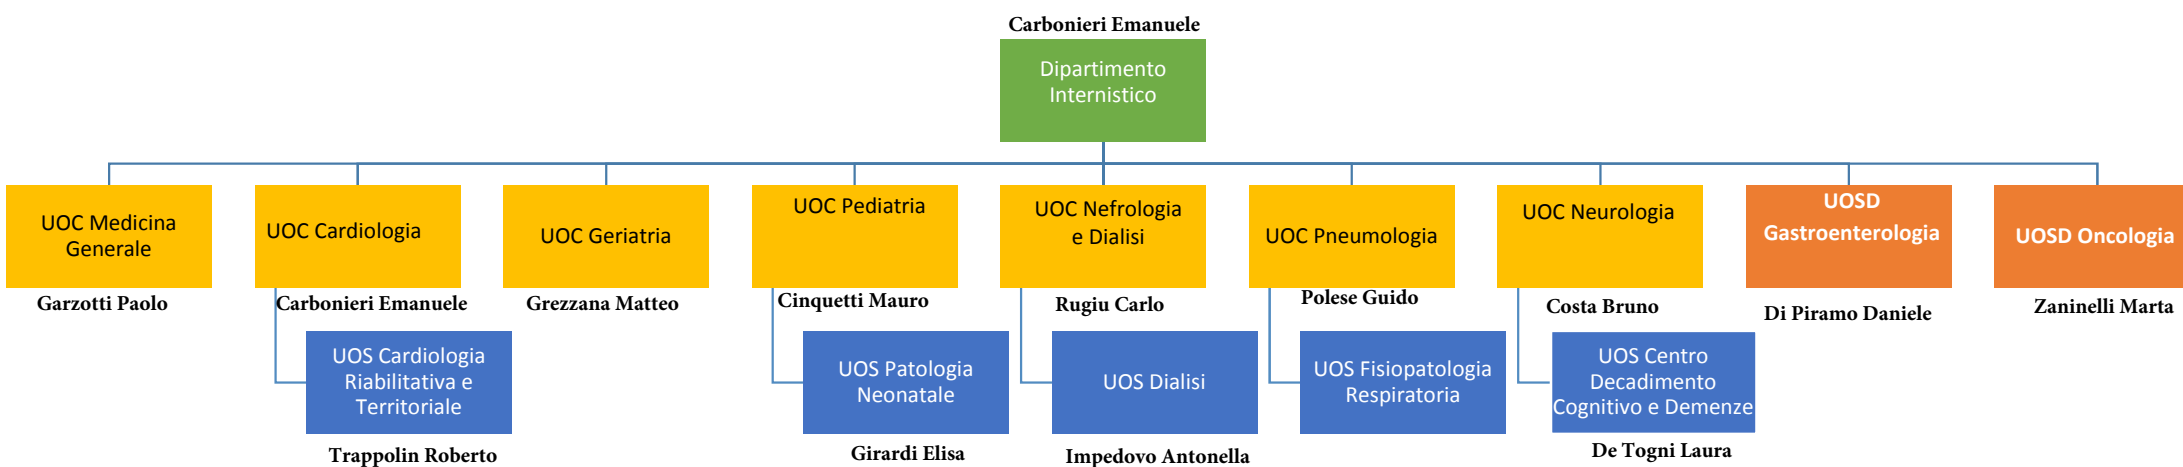 Carbonieri Emanuele
Dipartimento
Internistico
UOC Medicina
Generale
Garzotti Paolo
UOC Cardiologia
Carbonieri Emanuele
UOS Cardiologia
Riabilitativa e
Territoriale
Trappolin Roberto
UOC Geriatria
Grezzana Matteo
UOC Pediatria
Cinquetti Mauro
UOS Patologia
Neonatale
Girardi Elisa
UOC Nefrologia
e Dialisi
Rugiu Carlo
UOS Dialisi
Impedovo Antonella
UOC Pneumologia
Polese Guido
UOS Fisiopatologia
Respiratoria
UOC Neurologia
Costa Bruno
UOS Centro
Decadimento
Cognitivo e Demenze
De Togni Laura
UOSD
Gastroenterologia
Di Piramo Daniele
UOSD Oncologia
Zaninelli Marta